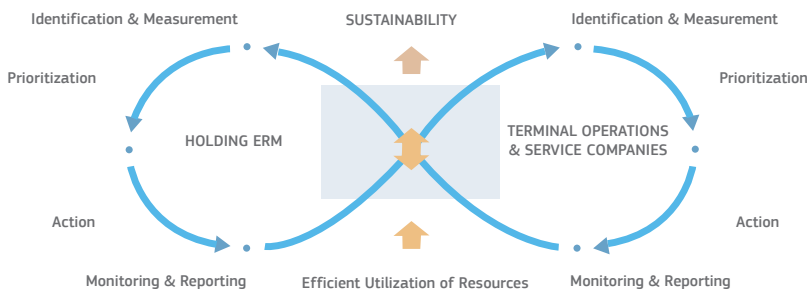 Identification & Measurement
SUSTAINABILITY
Identification & Measurement
Prioritization
Prioritization
HOLDING ERM
TERMINAL OPERATIONS
& SERVICE COMPANIES
Action
Action
Monitoring & Reporting
Efficient Utilization of Resources
Monitoring & Reporting